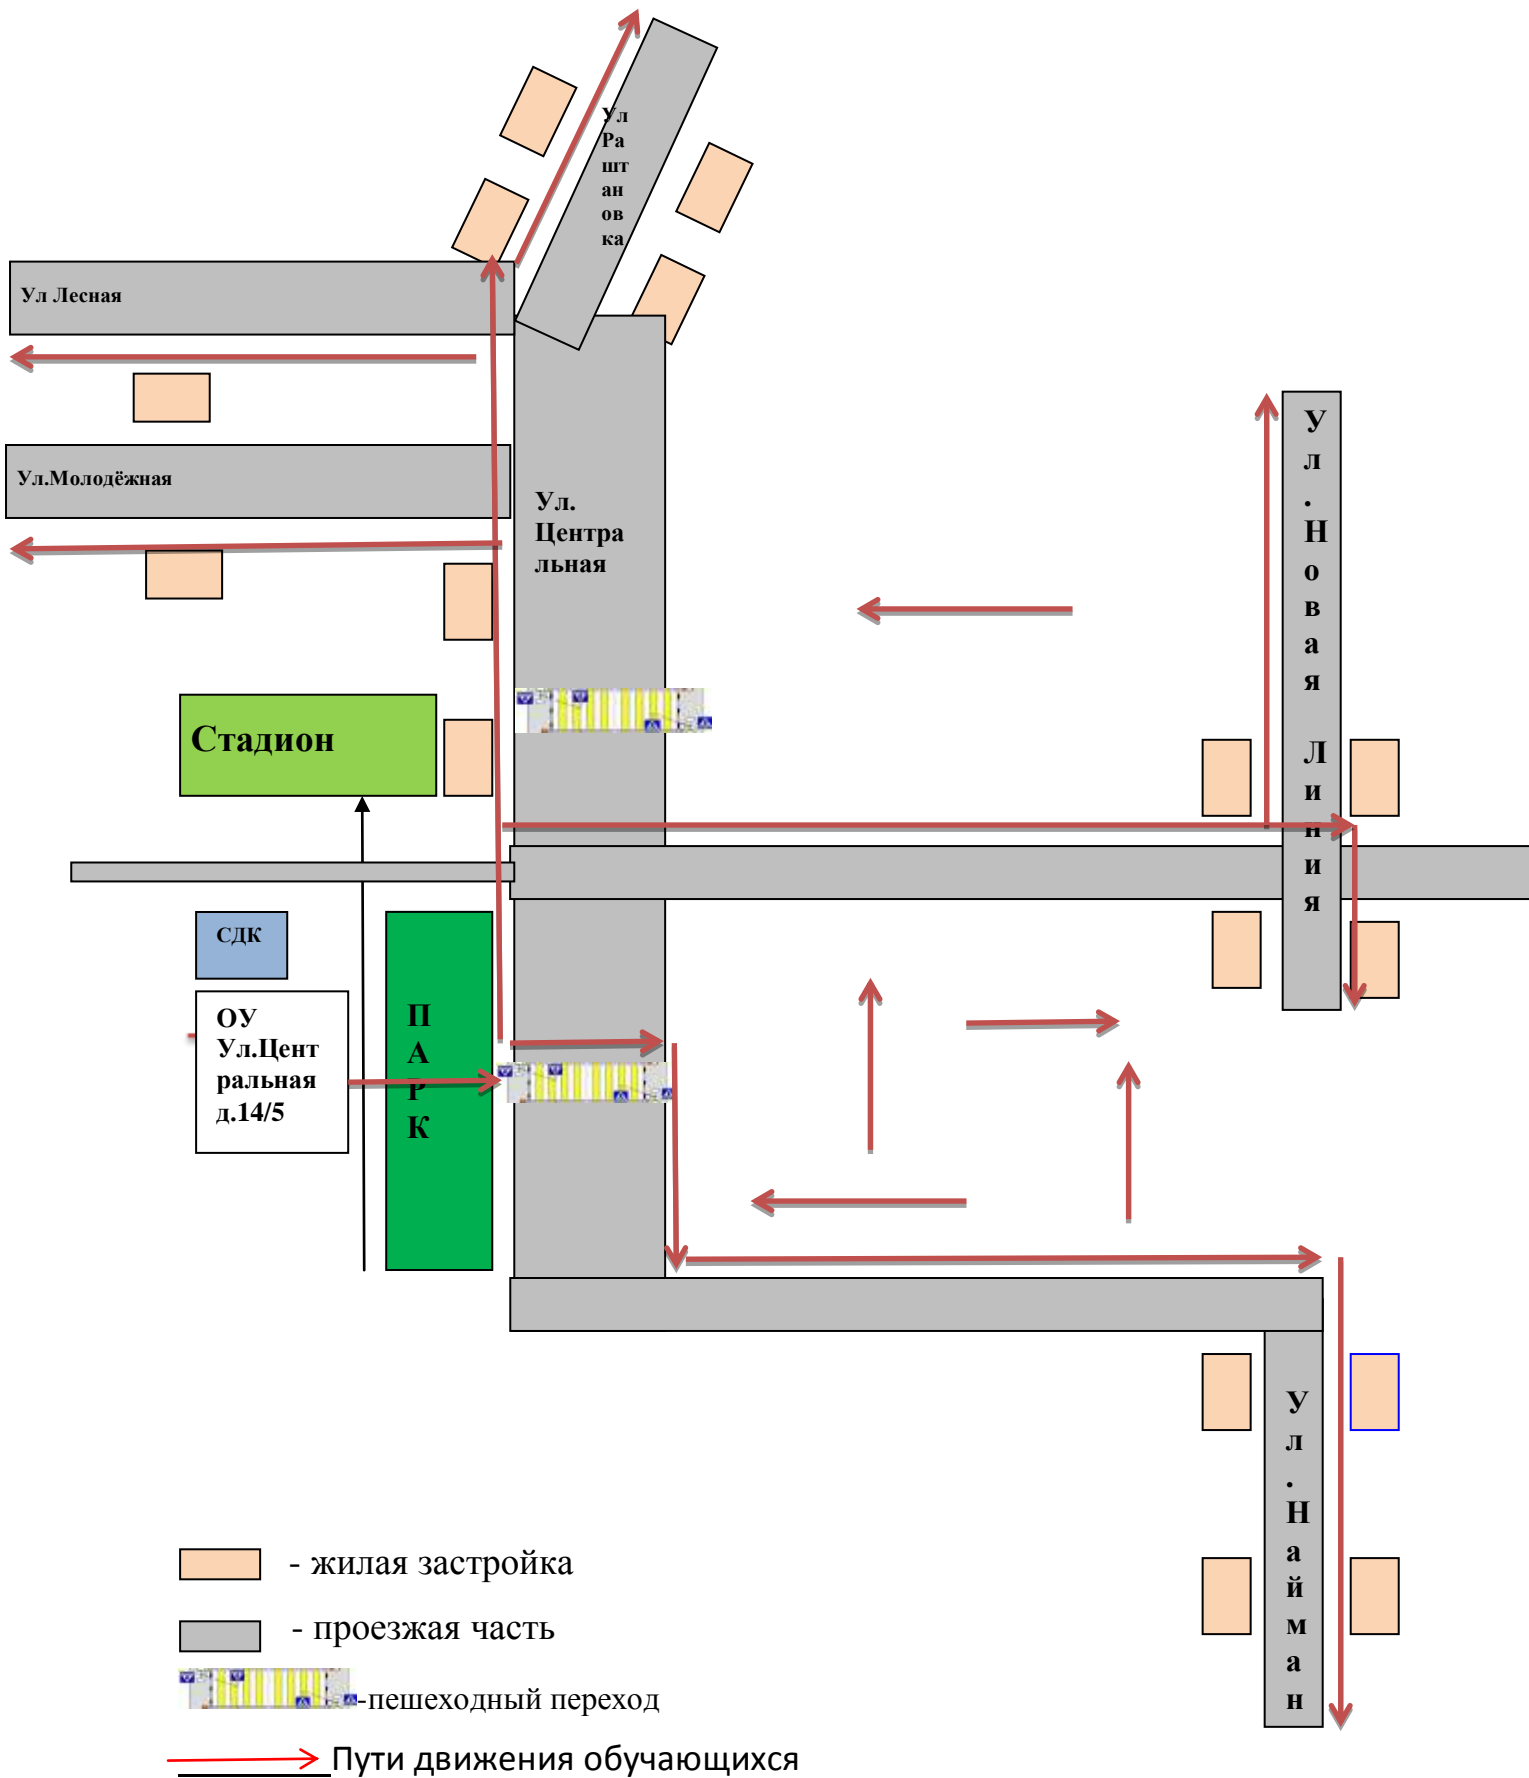 Ул
Ра
шт
ан
ов
ка
Ул Лесная
Ул.Молодёжная
Ул.
Центра
льная
У
л
.
Н
о
в
а
я
Л
и
н
и
я
Стадион
СДК
ОУ
Ул.Цент
ральная
д.14/5
П
А
Р
К
У
л
.
Н
а
й
м
а
н
- жилая застройка
- проезжая часть
-пешеходный переход
Пути движения обучающихся